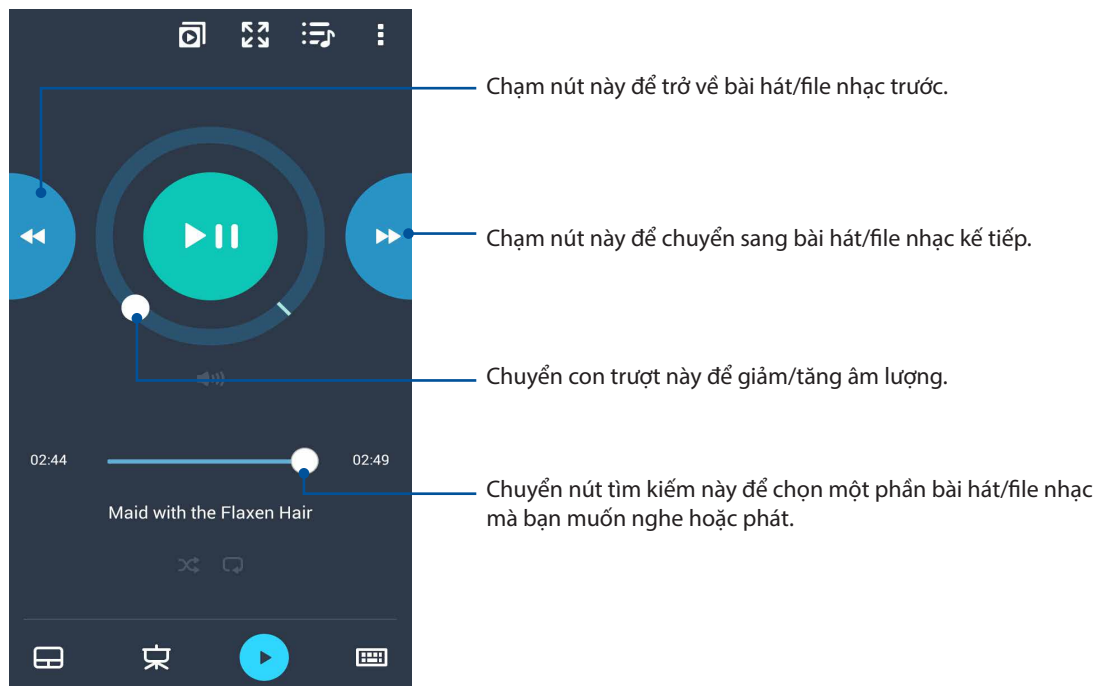 Chạm nút này để trở về bài hát/file nhạc trước.
Chạm nút này để chuyển sang bài hát/file nhạc kế tiếp.
Chuyển con trượt này để giảm/tăng âm lượng.
02:44
02:49
Chuyển nút tìm kiếm này để chọn một phần bài hát/file nhạc
mà bạn muốn nghe hoặc phát.
Maid with the Flaxen Hair